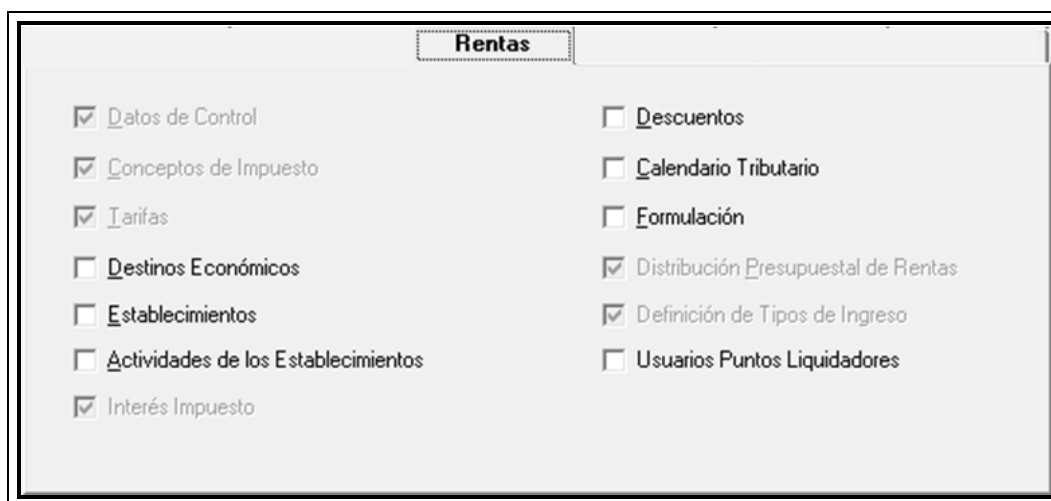 Rentas
Datos de Control
Conceptos de Impuesto
Tarifas
Destinos Económicos
Establecimientos
Actividades de los Establecimientos
Interés Impuesto
Descuentos
Calendario Tributario
Formulación
Distribución Presupuestal de Rentas
Definición de Tipos de Ingreso
Usuarios Puntos Liquidadores